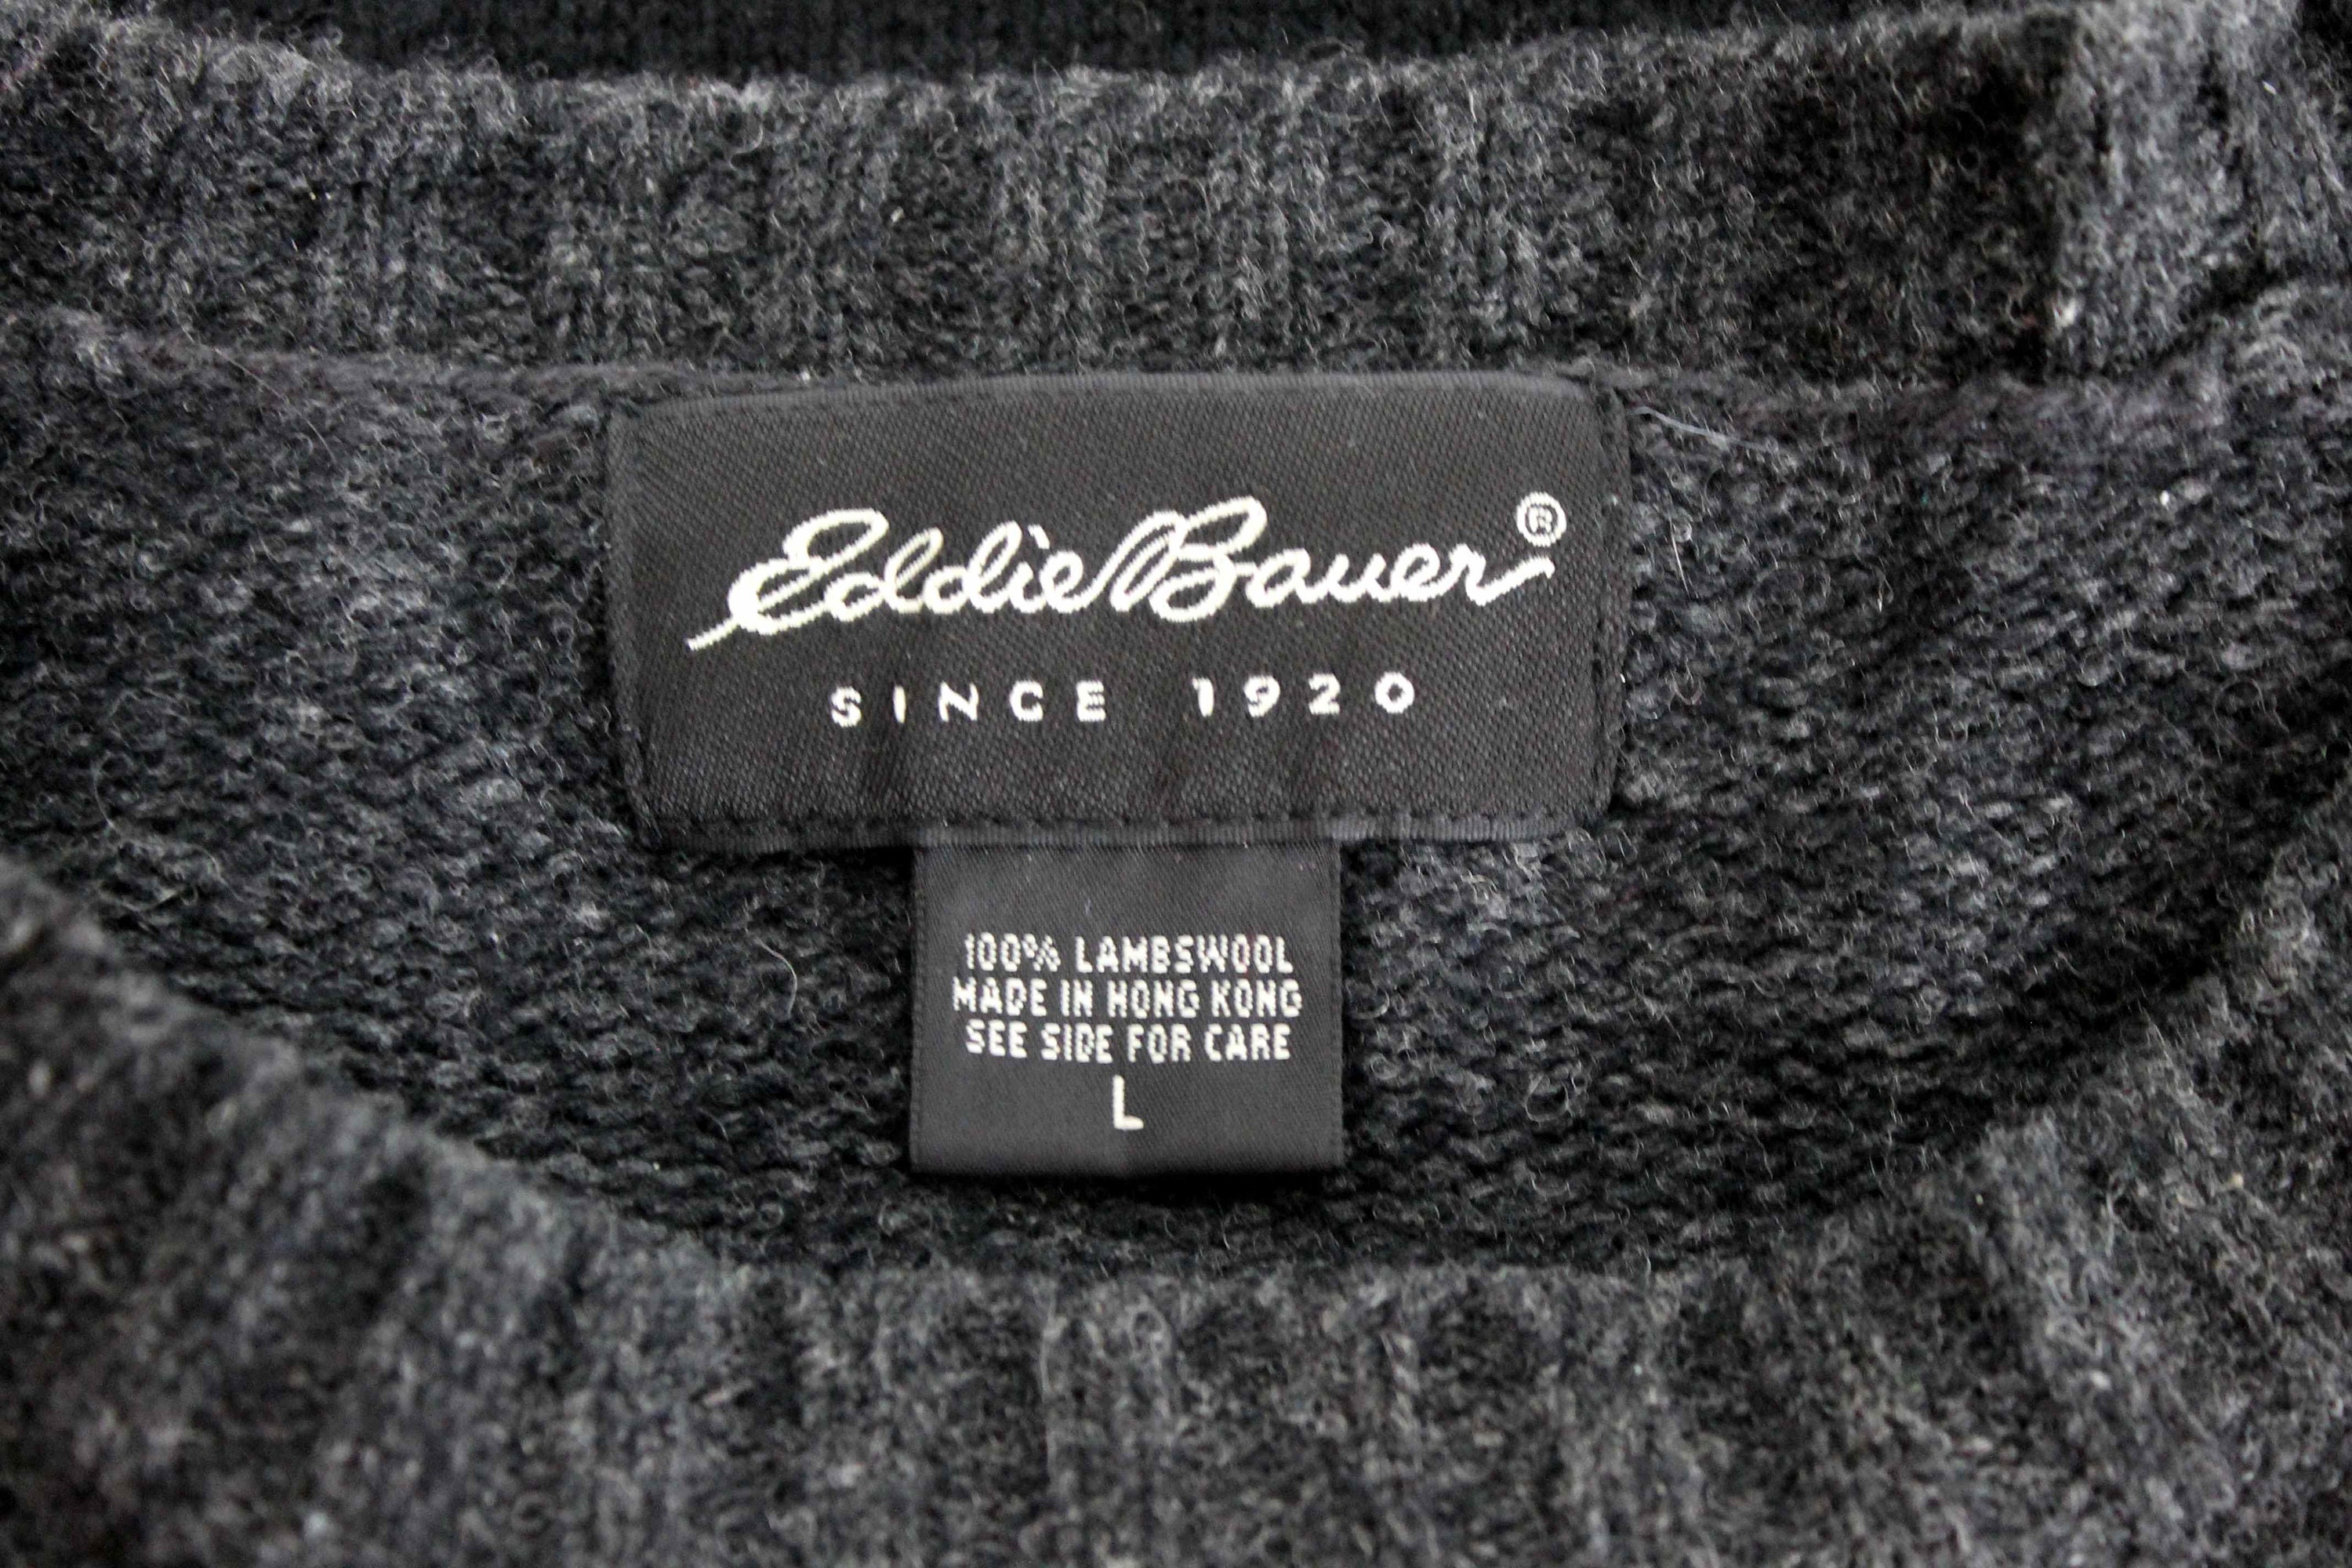 Eddie Bauer®
SINCE 1920
100% LAMBSWOOL
MADE IN HONG KONG
SEE SIDE FOR CARE
L